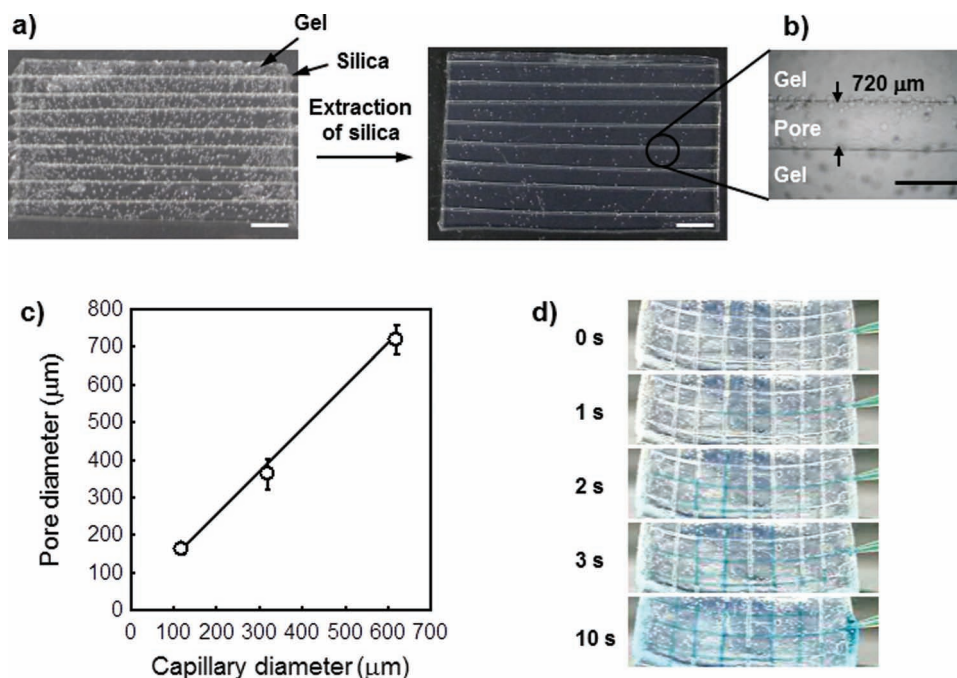 a)
Gel
Silica
Extraction
of silica
b)
Gel
720 μm
Pore
Gel
c)
Pore diameter (μm)
800
700
600
500
400
300
200
100
0
0 100 200 300 400 500 600 700
Capillary diameter (μm)
d)
0 s
1 s
2 s
3 s
10 s